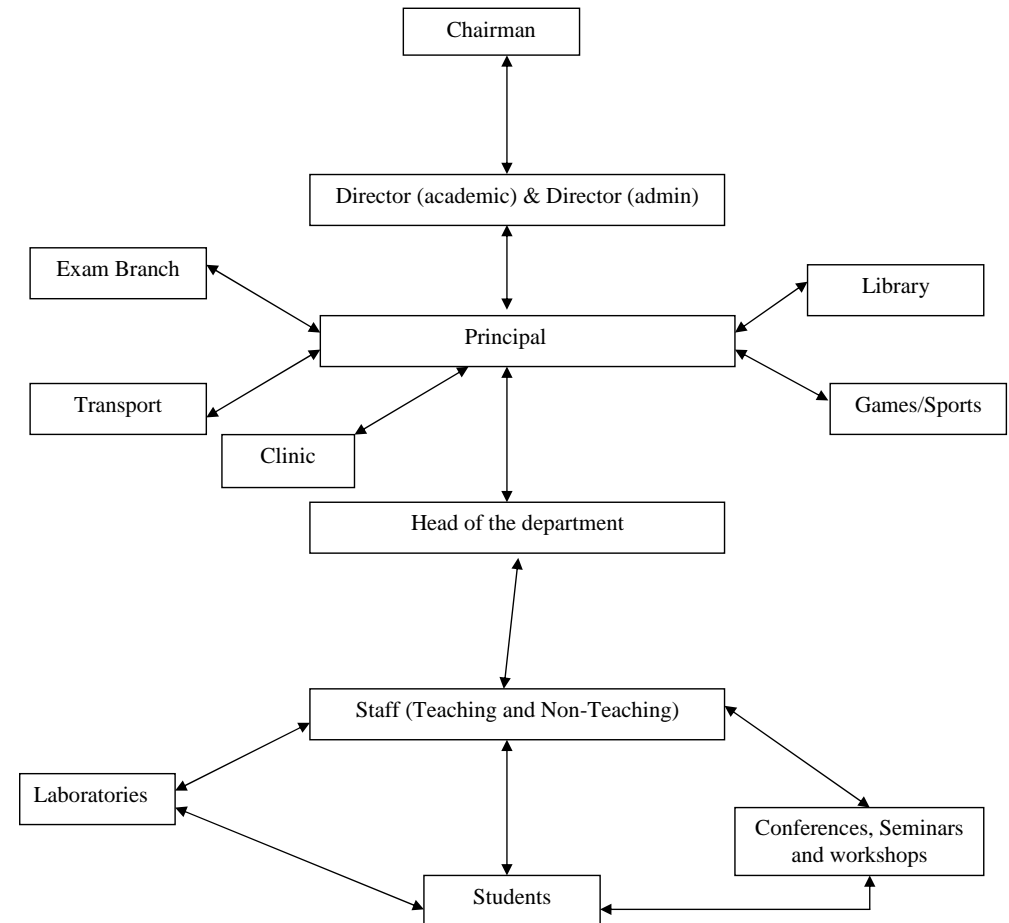 Chairman
Director (academic) & Director (admin)
Exam Branch
Library
Principal
Transport
Games/Sports
Clinic
Head of the department
Staff (Teaching and Non-Teaching)
Laboratories
Conferences, Seminars
and workshops
Students